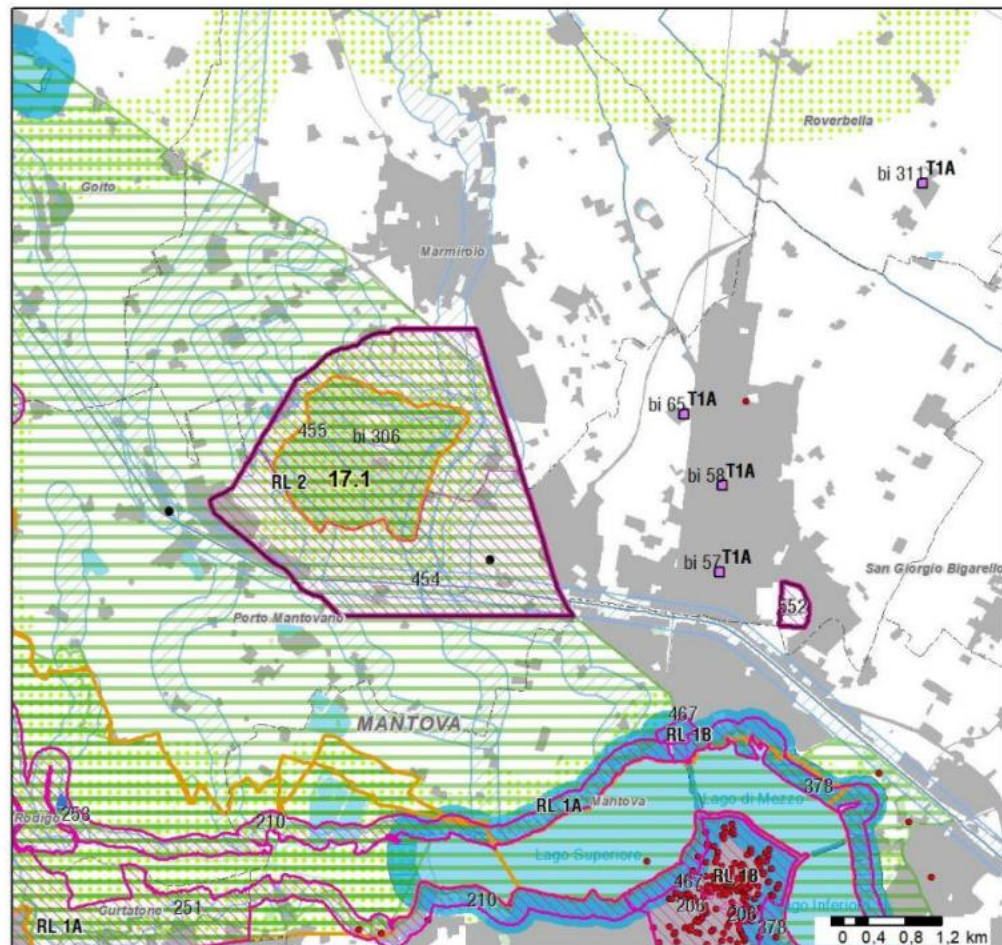 Roverbella
bi 311 T1A
Goito
Marmirolo
bi 65 T1A
455
bi 306
RL 2
17.1
bi 58 T1A
bi 57 T1A
San Giorgio Bigarello
454
552
Porto Mantovano
MANTOVA
467
RL 1B
RL 1A
Mantova
Lago di Mezzo
378
Rodigo
253
210
Lago Superiore
467
RL 1B
206
206
Lago Inferiore
378
Curtatone
251
210
RL 1A
0 0,4 0,8 1,2 km